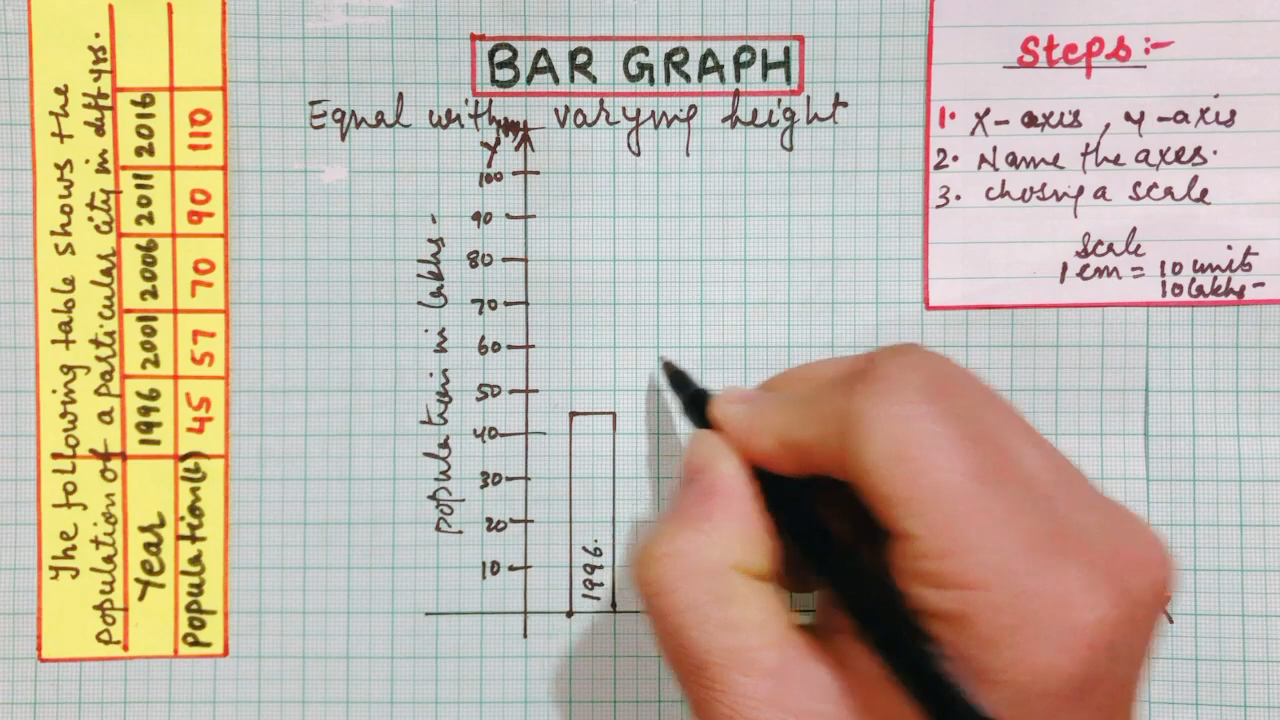 BAR GRAPH
Equal with, varying height
The following table shows the
population of a particular city in diff yrs.
Year 1996 2001 2006 2011 2016
Population(L) 45 57 70 90 110
Steps:-
1. X-axis, y-axis
2. Name the axes.
3. chosing a scale
Scale
1 cm = 10 units
10 lakhs-
Y
100
90
80
70
60
50
40
30
20
10
population in lakhs-
1996.